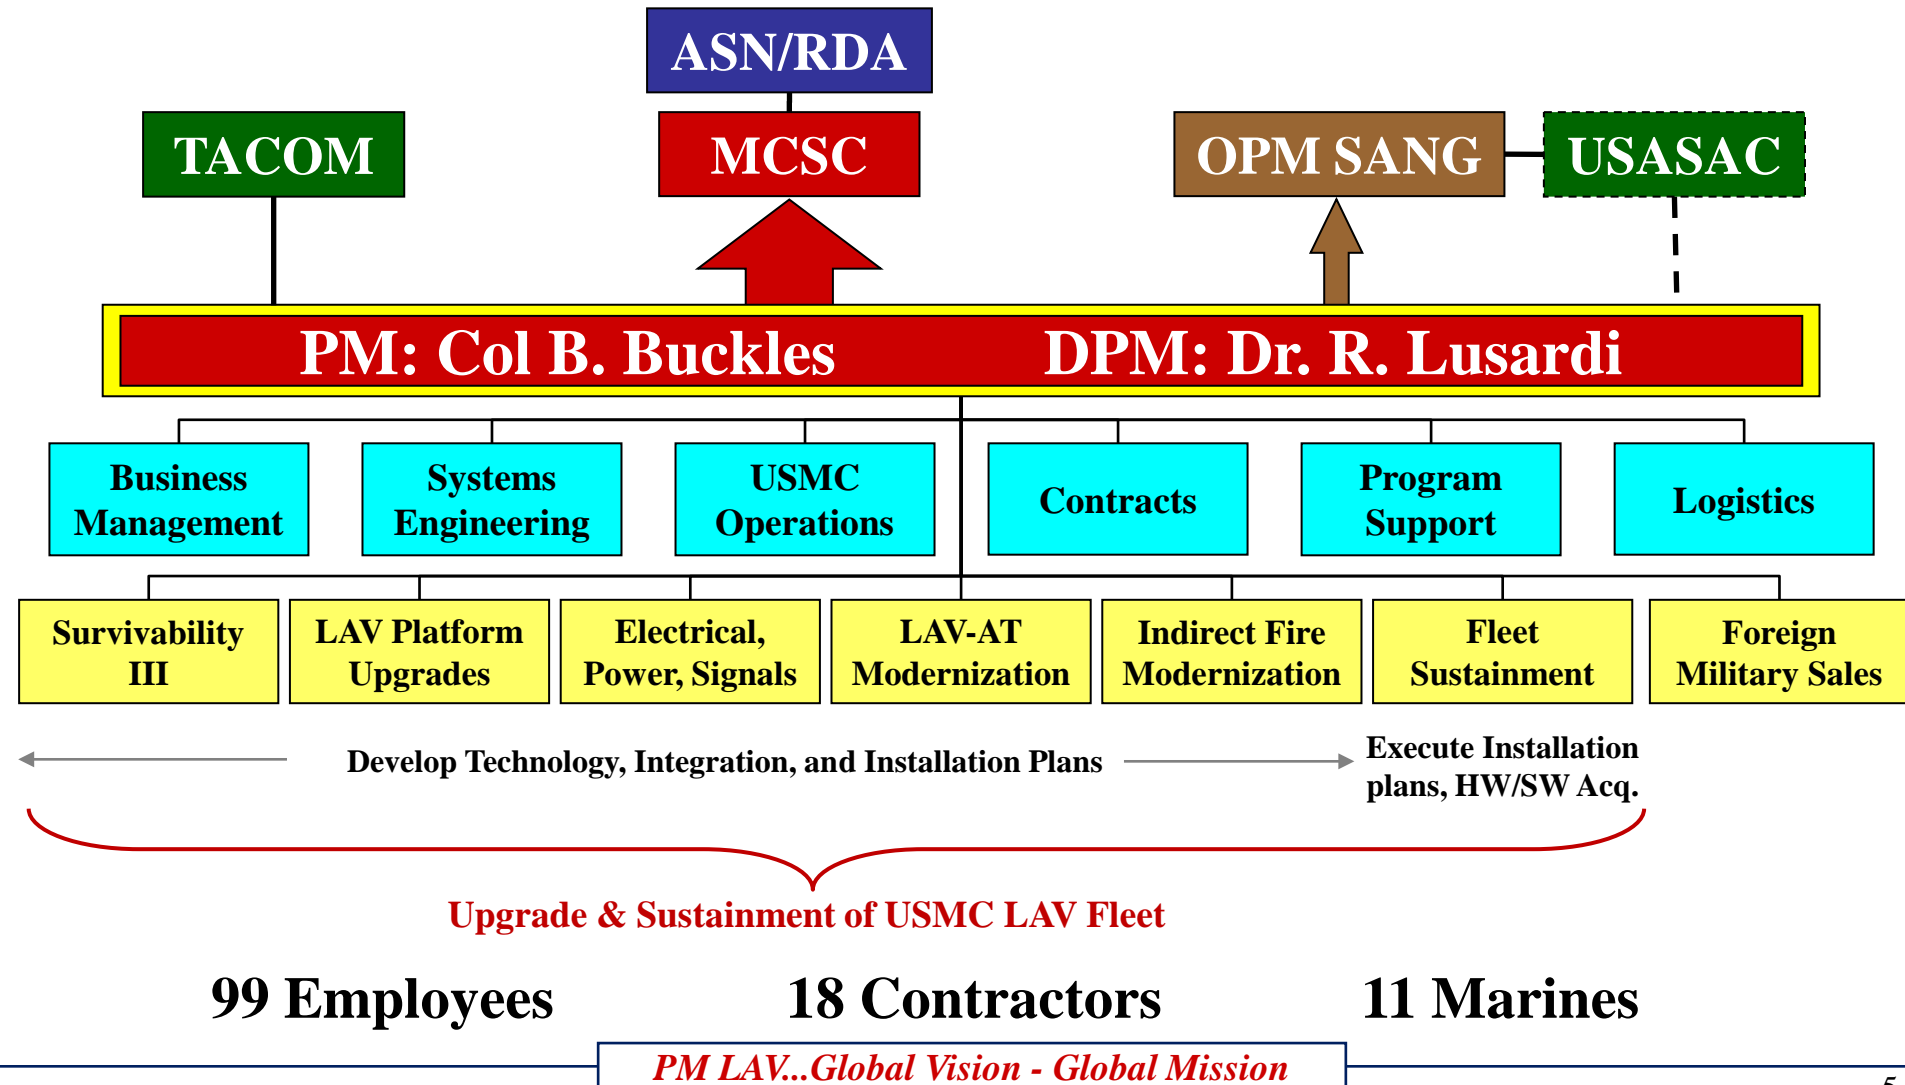 ASN/RDA
TACOM
MCSC
OPM SANG
USASAC
PM: Col B. Buckles
DPM: Dr. R. Lusardi
Business
Management
Systems
Engineering
USMC
Operations
Contracts
Program
Support
Logistics
Survivability
III
LAV Platform
Upgrades
Electrical,
Power, Signals
LAV-AT
Modernization
Indirect Fire
Modernization
Fleet
Sustainment
Foreign
Military Sales
Develop Technology, Integration, and Installation Plans
Execute Installation
plans, HW/SW Acq.
Upgrade & Sustainment of USMC LAV Fleet
99 Employees
18 Contractors
11 Marines
PM LAV...Global Vision - Global Mission
5